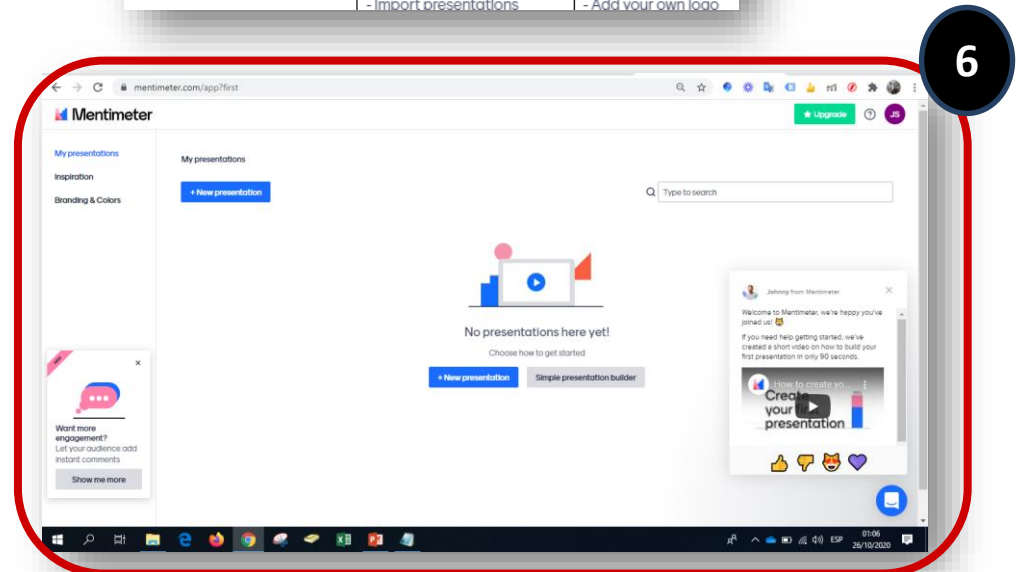 - Import presentations
- Add your own logo
6
mentimeter.com/app?first
Mentimeter
Upgrade
JS
My presentations
Inspiration
Branding & Colors
My presentations
+ New presentation
Type to search
No presentations here yet!
Choose how to get started
+ New presentation
Simple presentation builder
Want more
engagement?
Let your audience add
instant comments
Show me more
Johnny from Mentimeter
Welcome to Mentimeter, we're happy you've
joined us!
If you need help getting started, we've
created a short video on how to build your
first presentation in only 90 seconds.
How to create yo...
Create
your first
presentation
ESP
01:06
26/10/2020